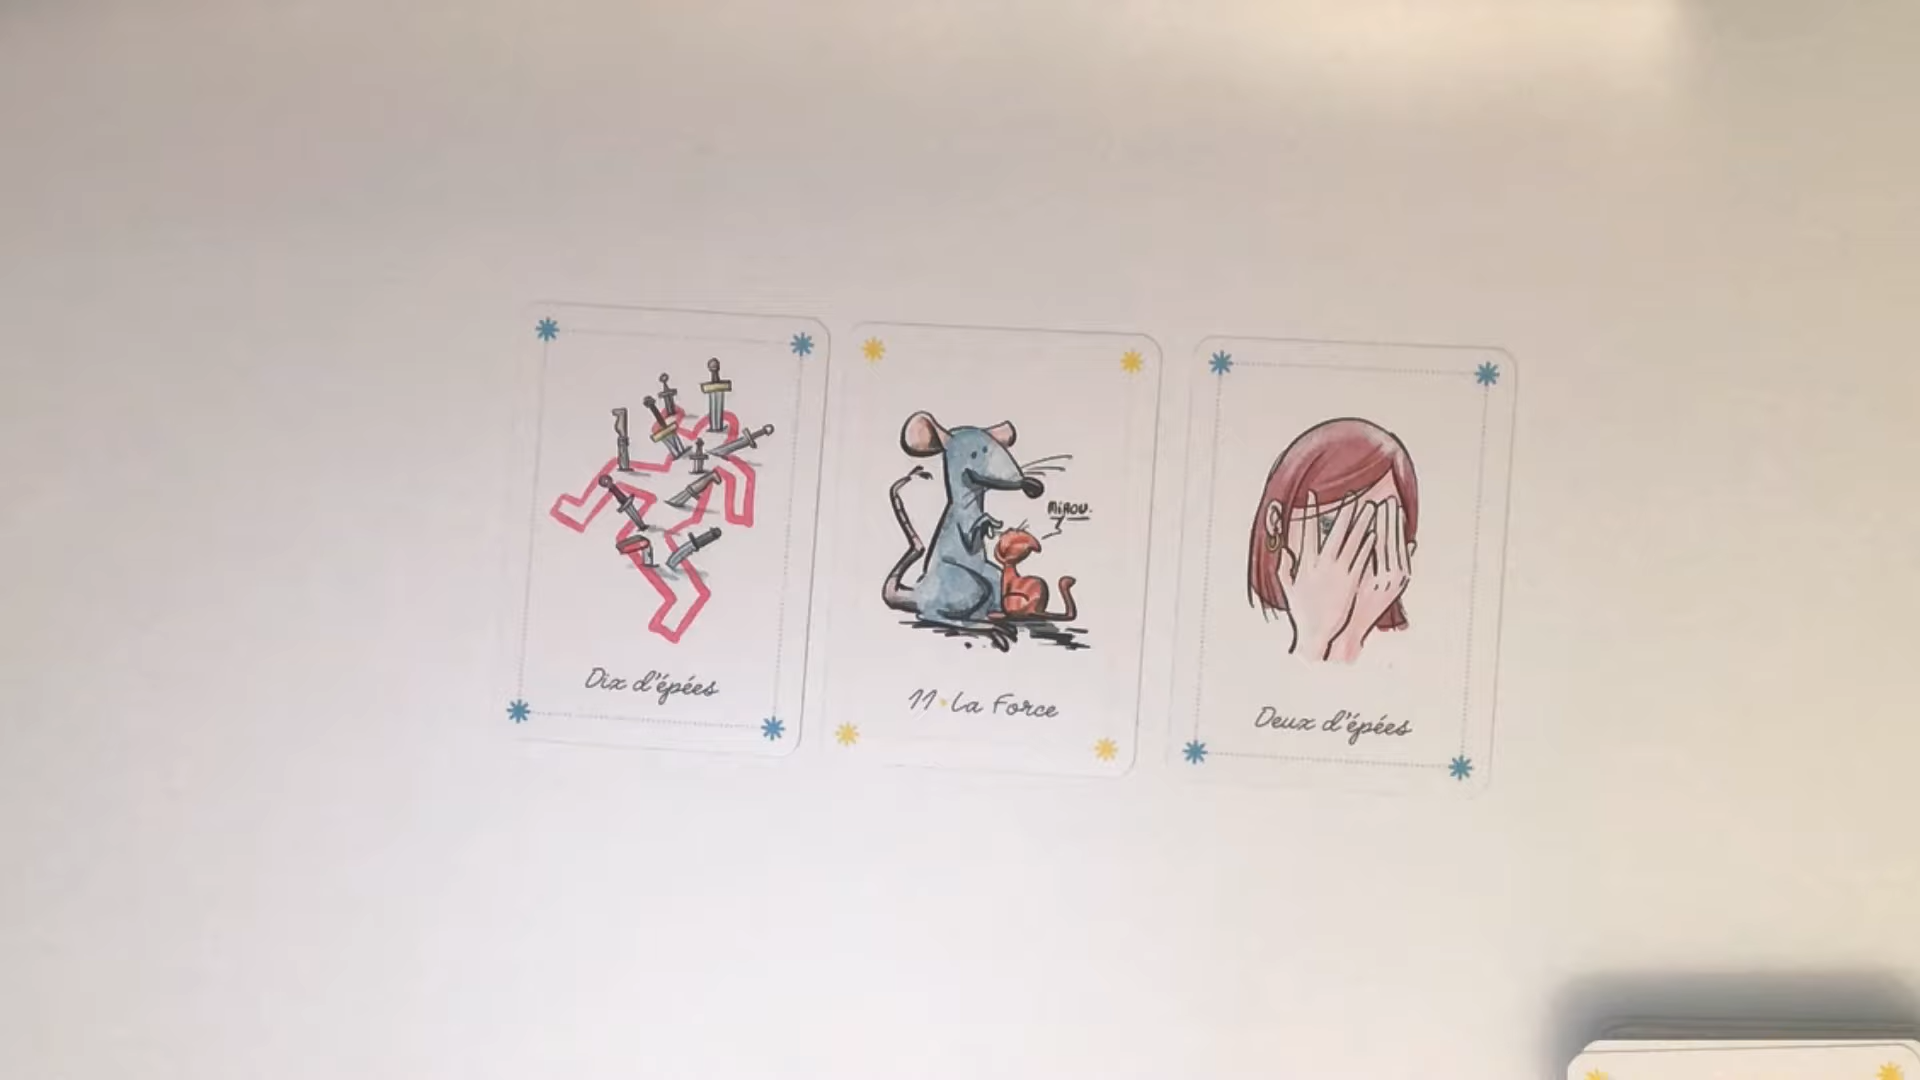 Dix d'épées
MiAOU.
11 • La Force
Deux d'épées